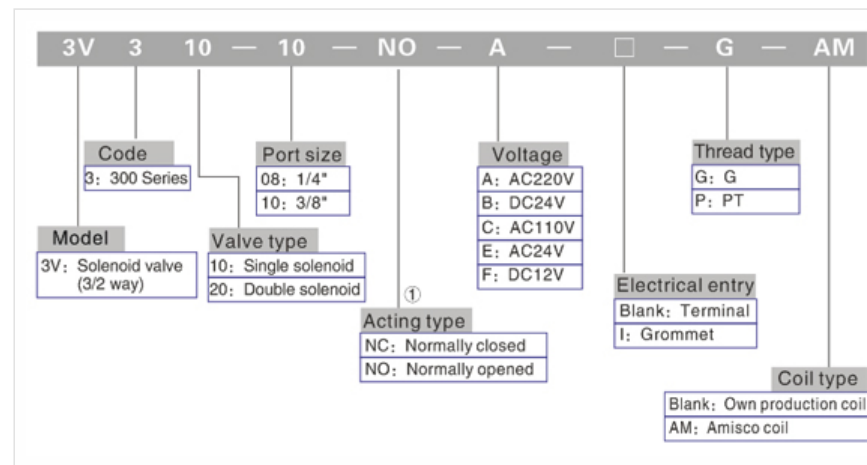 3V 3 10 — 10 — NO — A — □ — G — AM
Code
3: 300 Series
Port size
08: 1/4"
10: 3/8"
Voltage
A: AC220V
B: DC24V
C: AC110V
E: AC24V
F: DC12V
Thread type
G: G
P: PT
Model
3V: Solenoid valve
(3/2 way)
Valve type
10: Single solenoid
20: Double solenoid
①
Acting type
NC: Normally closed
NO: Normally opened
Electrical entry
Blank: Terminal
I: Grommet
Coil type
Blank: Own production coil
AM: Amisco coil